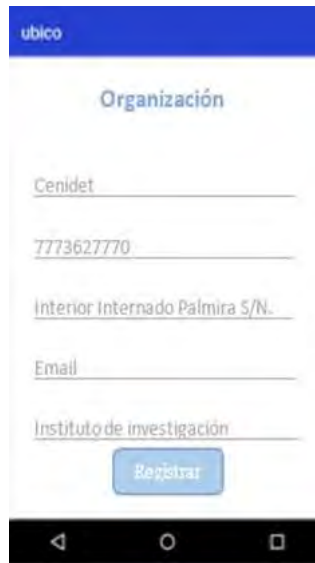 ubico
Organización
Cenidet
7773627770
Interior Internado Palmira S/N.
Email
Instituto de investigación
Registrar